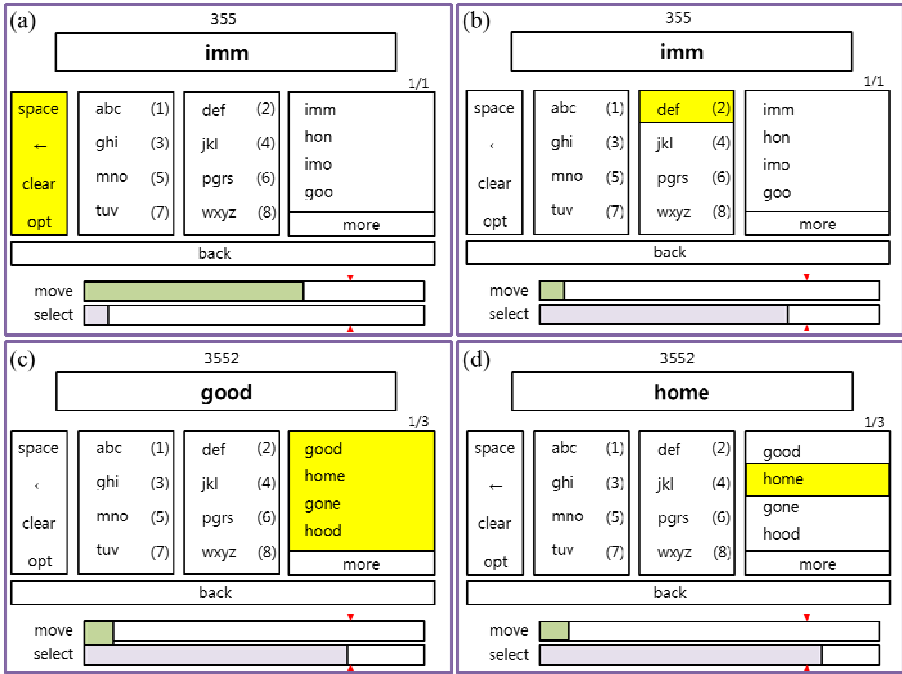 (a)
355
imm
1/1
space abc (1) def (2) imm
← ghi (3) jkl (4) hon
clear mno (5) pgrs (6) imo
opt tuv (7) wxyz (8) goo
more
back
move
select
(b)
355
imm
1/1
space abc (1) def (2) imm
‹ ghi (3) jkl (4) hon
clear mno (5) pgrs (6) imo
opt tuv (7) wxyz (8) goo
more
back
move
select
(c)
3552
good
1/3
space abc (1) def (2) good
‹ ghi (3) jkl (4) home
clear mno (5) pgrs (6) gone
opt tuv (7) wxyz (8) hood
more
back
move
select
(d)
3552
home
1/3
space abc (1) def (2) good
← ghi (3) jkl (4) home
clear mno (5) pgrs (6) gone
opt tuv (7) wxyz (8) hood
more
back
move
select